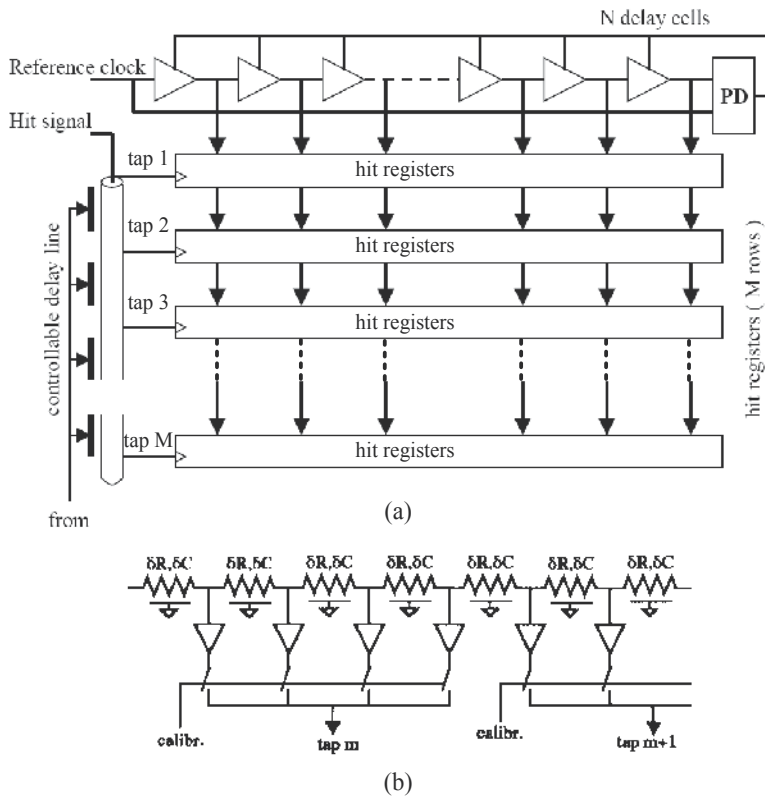 N delay cells
Reference clock
PD
Hit signal
tap 1
hit registers
tap 2
hit registers
tap 3
hit registers
tap M
hit registers
controllable delay line
hit registers ( M rows )
from
(a)
δR,δC
δR,δC
δR,δC
δR,δC
δR,δC
δR,δC
δR,δC
calibr.
tap m
calibr.
tap m+1
(b)